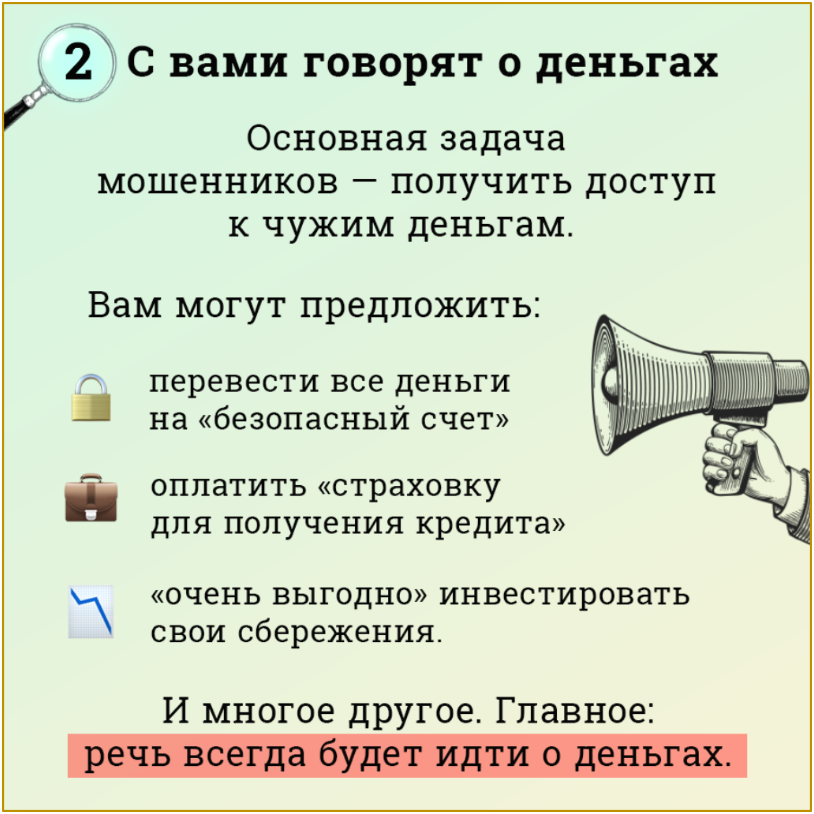 2 С вами говорят о деньгах
Основная задача
мошенников — получить доступ
к чужим деньгам.
Вам могут предложить:
перевести все деньги
на «безопасный счет»
оплатить «страховку
для получения кредита»
«очень выгодно» инвестировать
свои сбережения.
И многое другое. Главное:
речь всегда будет идти о деньгах.